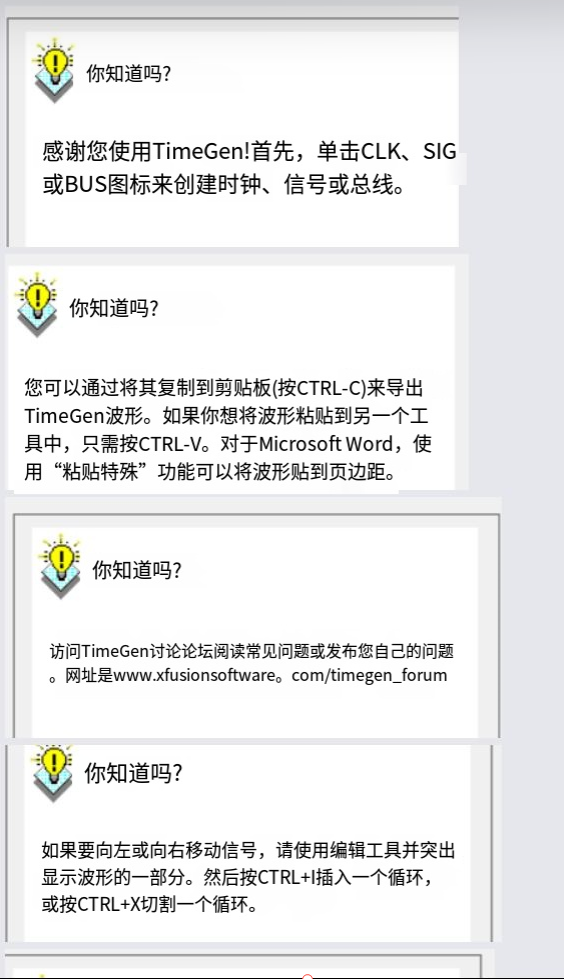 你知道吗?
感谢您使用TimeGen!首先，单击CLK、SIG
或BUS图标来创建时钟、信号或总线。
你知道吗?
您可以通过将其复制到剪贴板(按CTRL-C)来导出
TimeGen波形。如果你想将波形粘贴到另一个工
具中，只需按CTRL-V。对于Microsoft Word，使
用“粘贴特殊”功能可以将波形贴到页边距。
你知道吗?
访问TimeGen讨论论坛阅读常见问题或发布您自己的问题
。网址是www.xfusionsoftware。com/timegen_forum
你知道吗?
如果要向左或向右移动信号，请使用编辑工具并突出
显示波形的一部分。然后按CTRL+I插入一个循环，
或按CTRL+X切割一个循环。